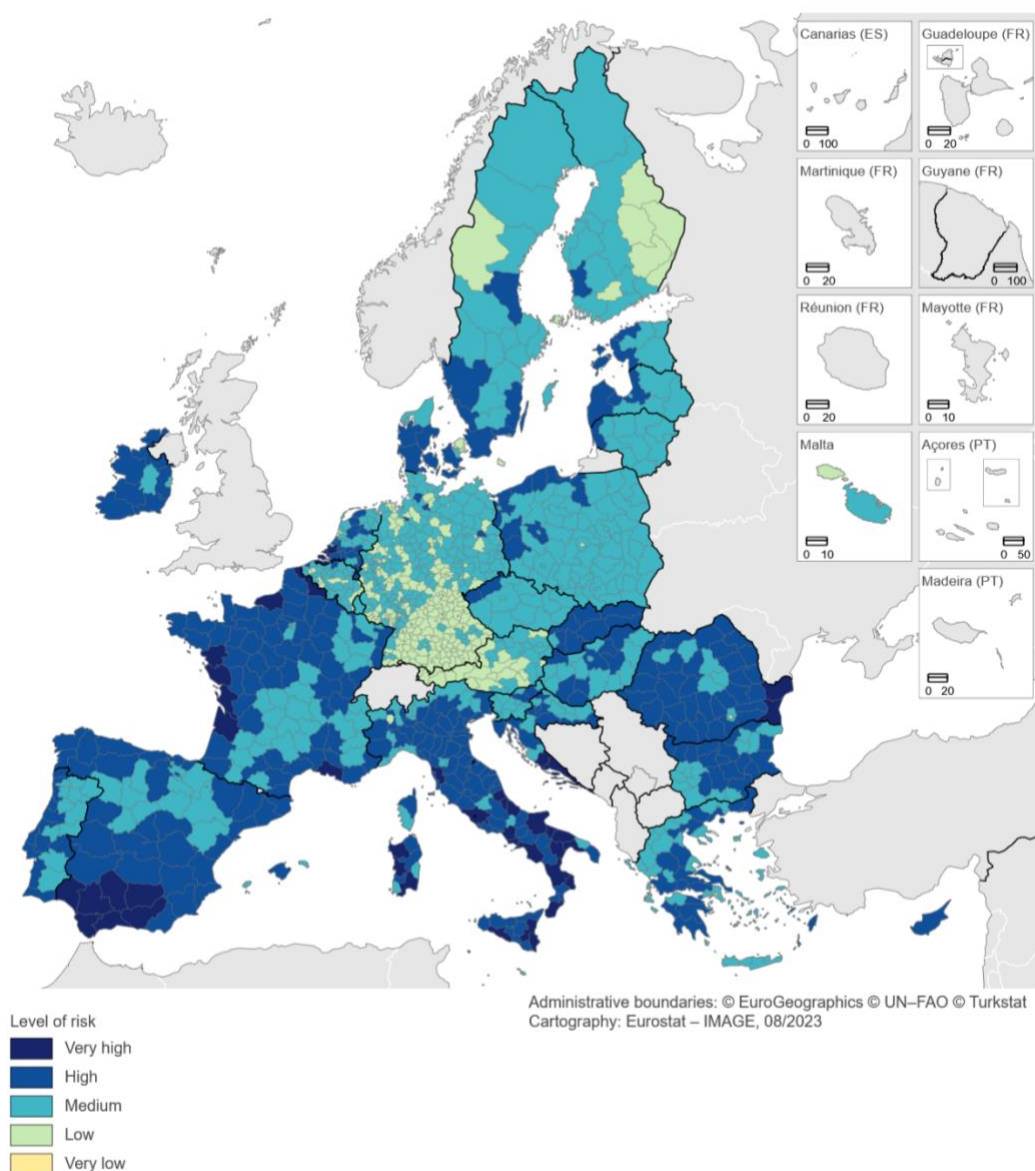 Canarias (ES)
0 100
Guadeloupe (FR)
0 20
Martinique (FR)
0 20
Guyane (FR)
0 100
Réunion (FR)
0 20
Mayotte (FR)
0 10
Malta
0 10
Açores (PT)
0 50
Madeira (PT)
0 20
Administrative boundaries: © EuroGeographics © UN–FAO © Turkstat
Cartography: Eurostat – IMAGE, 08/2023
Level of risk
Very high
High
Medium
Low
Very low